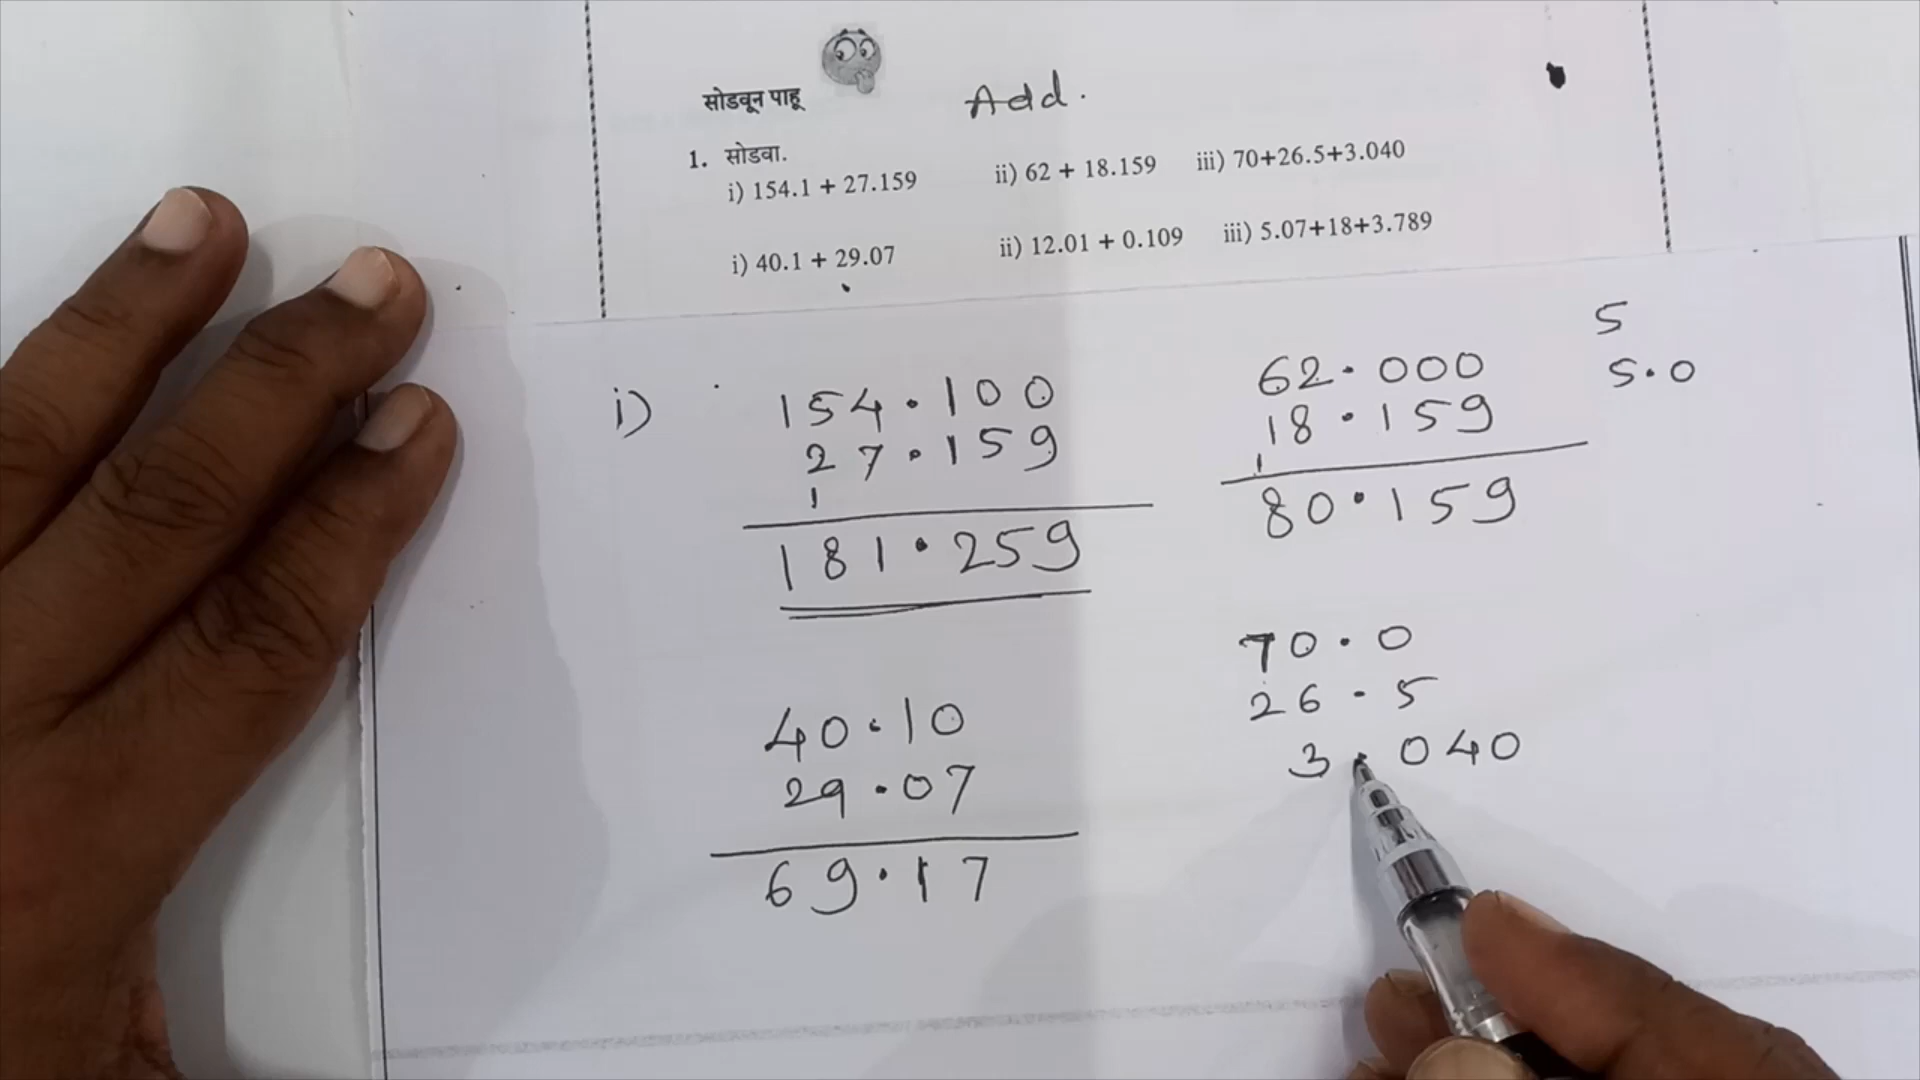 सोडवून पाहू
Add.
1. सोडवा.
i) 154.1 + 27.159 ii) 62 + 18.159 iii) 70+26.5+3.040
i) 40.1 + 29.07 ii) 12.01 + 0.109 iii) 5.07+18+3.789
i)
154.100
27.159
1
181.259
62.000
18.159
1
80.159
5
5.0
40.10
29.07
69.17
70.0
26.5
3.040